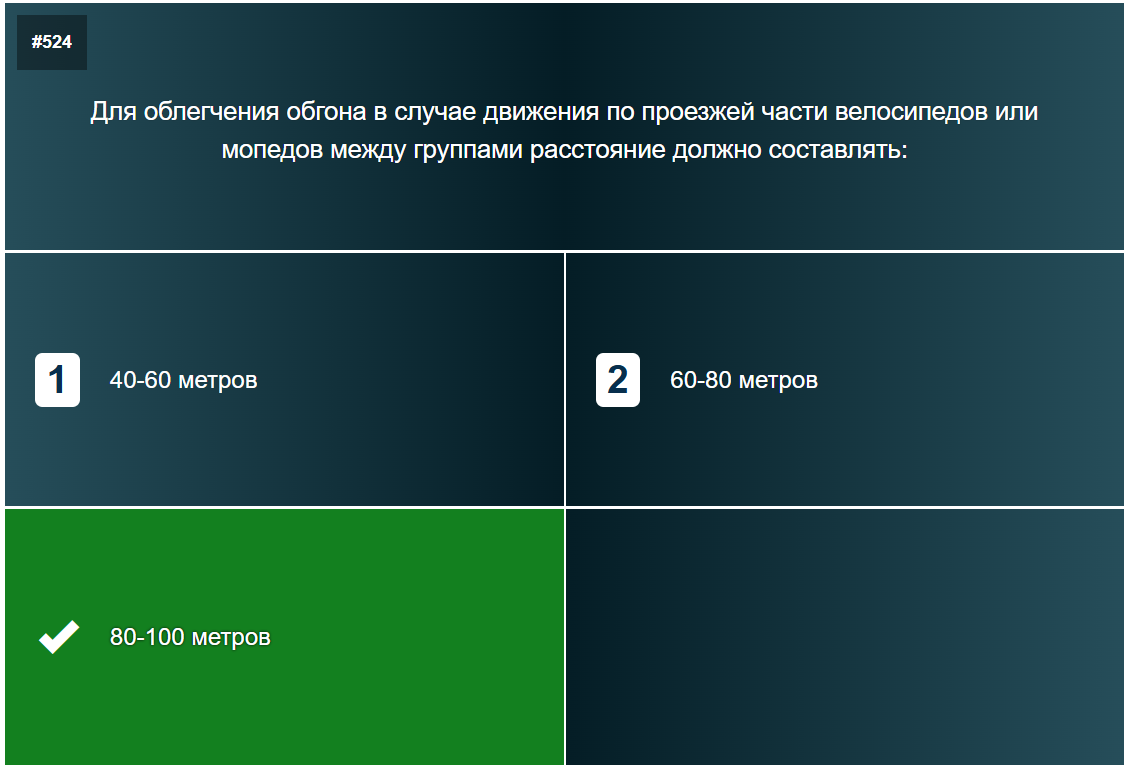 #524
Для облегчения обгона в случае движения по проезжей части велосипедов или
мопедов между группами расстояние должно составлять:
1 40-60 метров
2 60-80 метров
80-100 метров